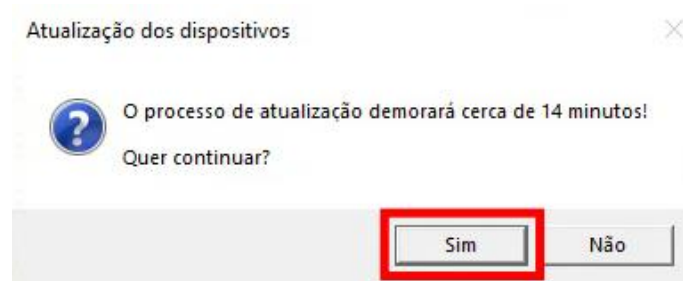 Atualização dos dispositivos
O processo de atualização demorará cerca de 14 minutos!
Quer continuar?
Sim
Não